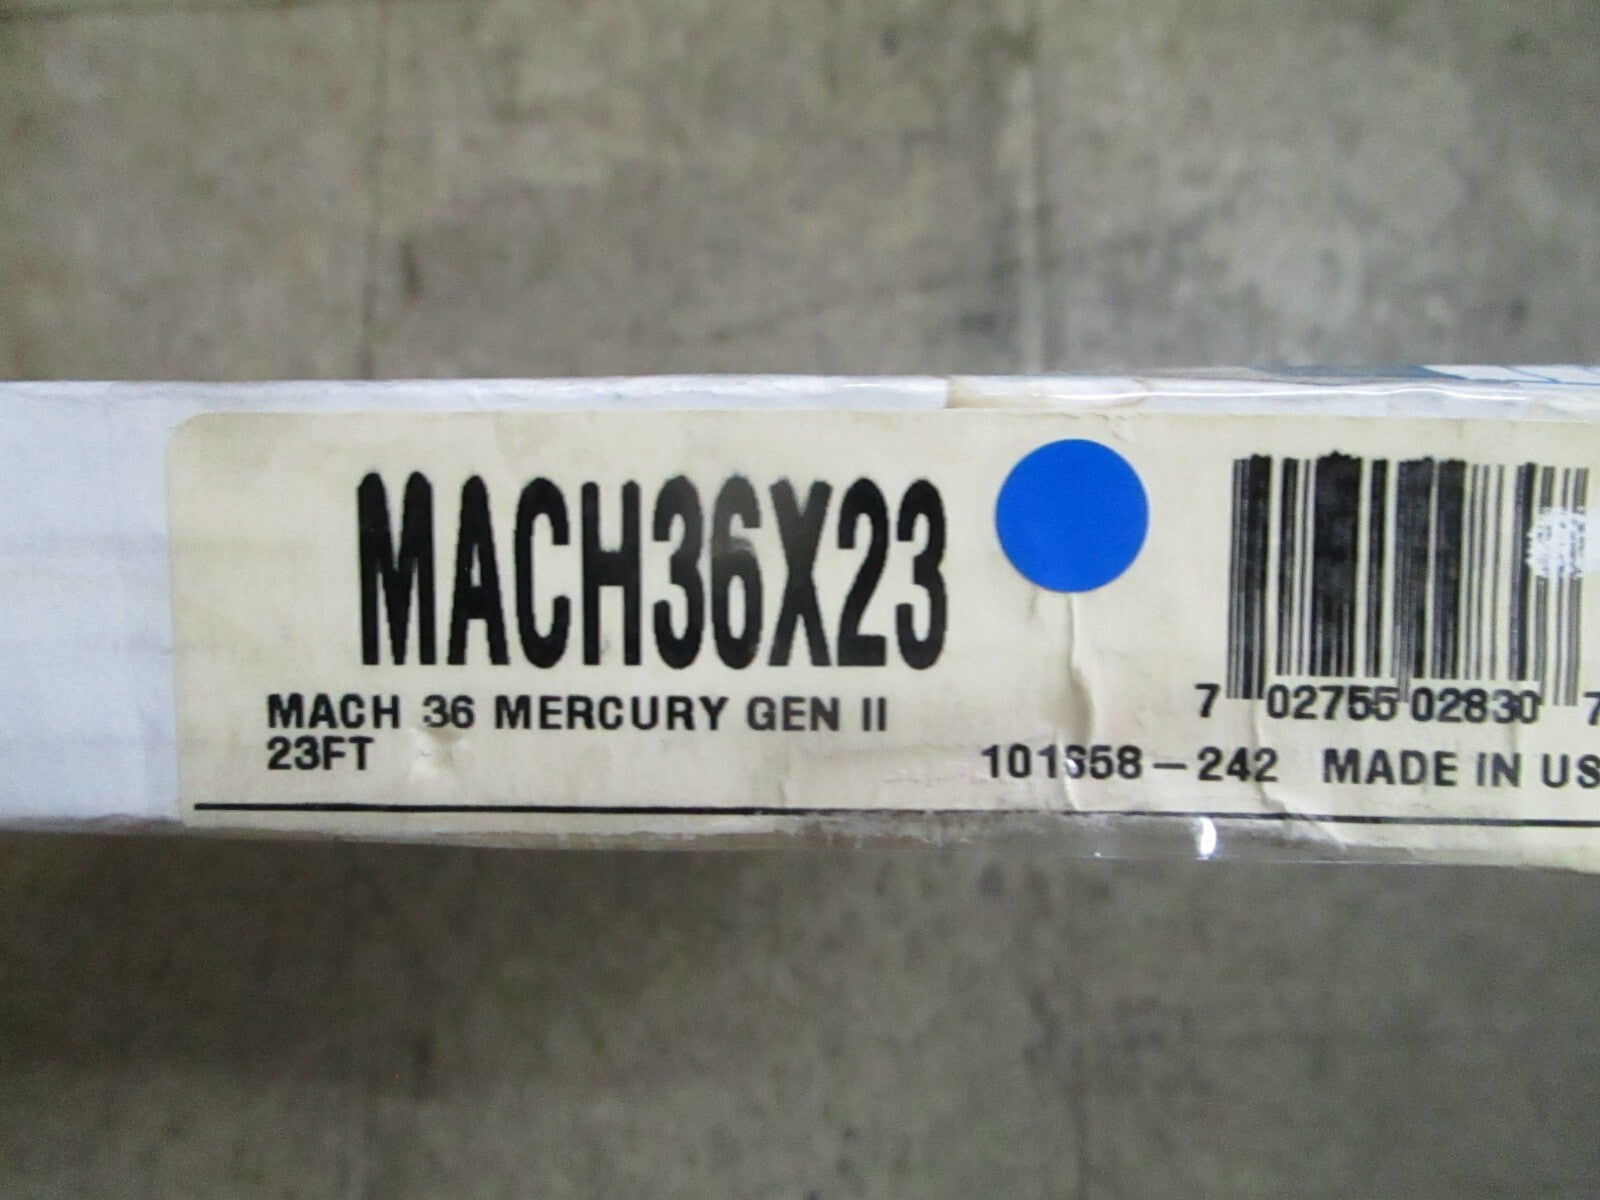 MACH36X23
MACH 36 MERCURY GEN II
23FT
7 02755 02830 7
101658-242 MADE IN US